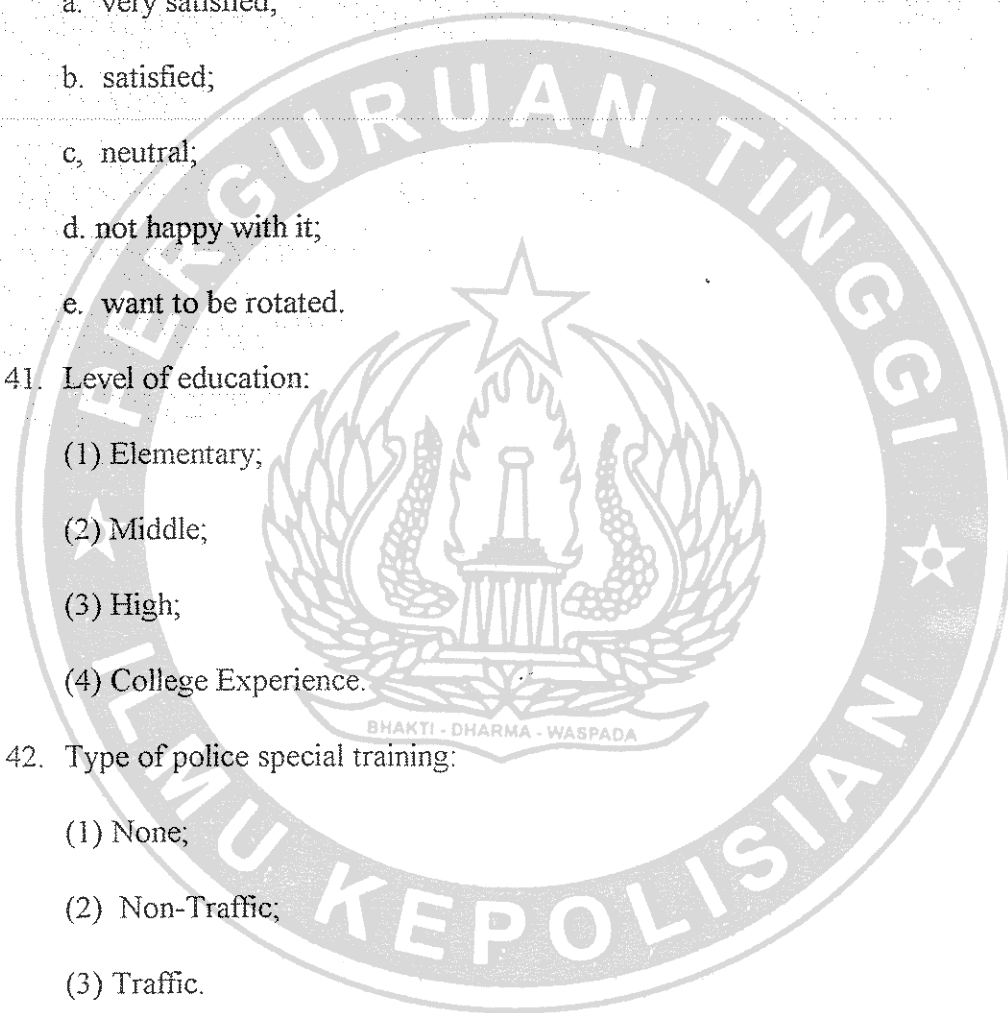 a. very satisfied;
b. satisfied;
c, neutral;
d. not happy with it;
e. want to be rotated.
41. Level of education:
(1) Elementary;
(2) Middle;
(3) High;
(4) College Experience.
42. Type of police special training:
(1) None;
(2) Non-Traffic;
(3) Traffic.
PERGURUAN TINGGI
ILMU KEPOLISIAN
BHAKTI - DHARMA - WASPADA